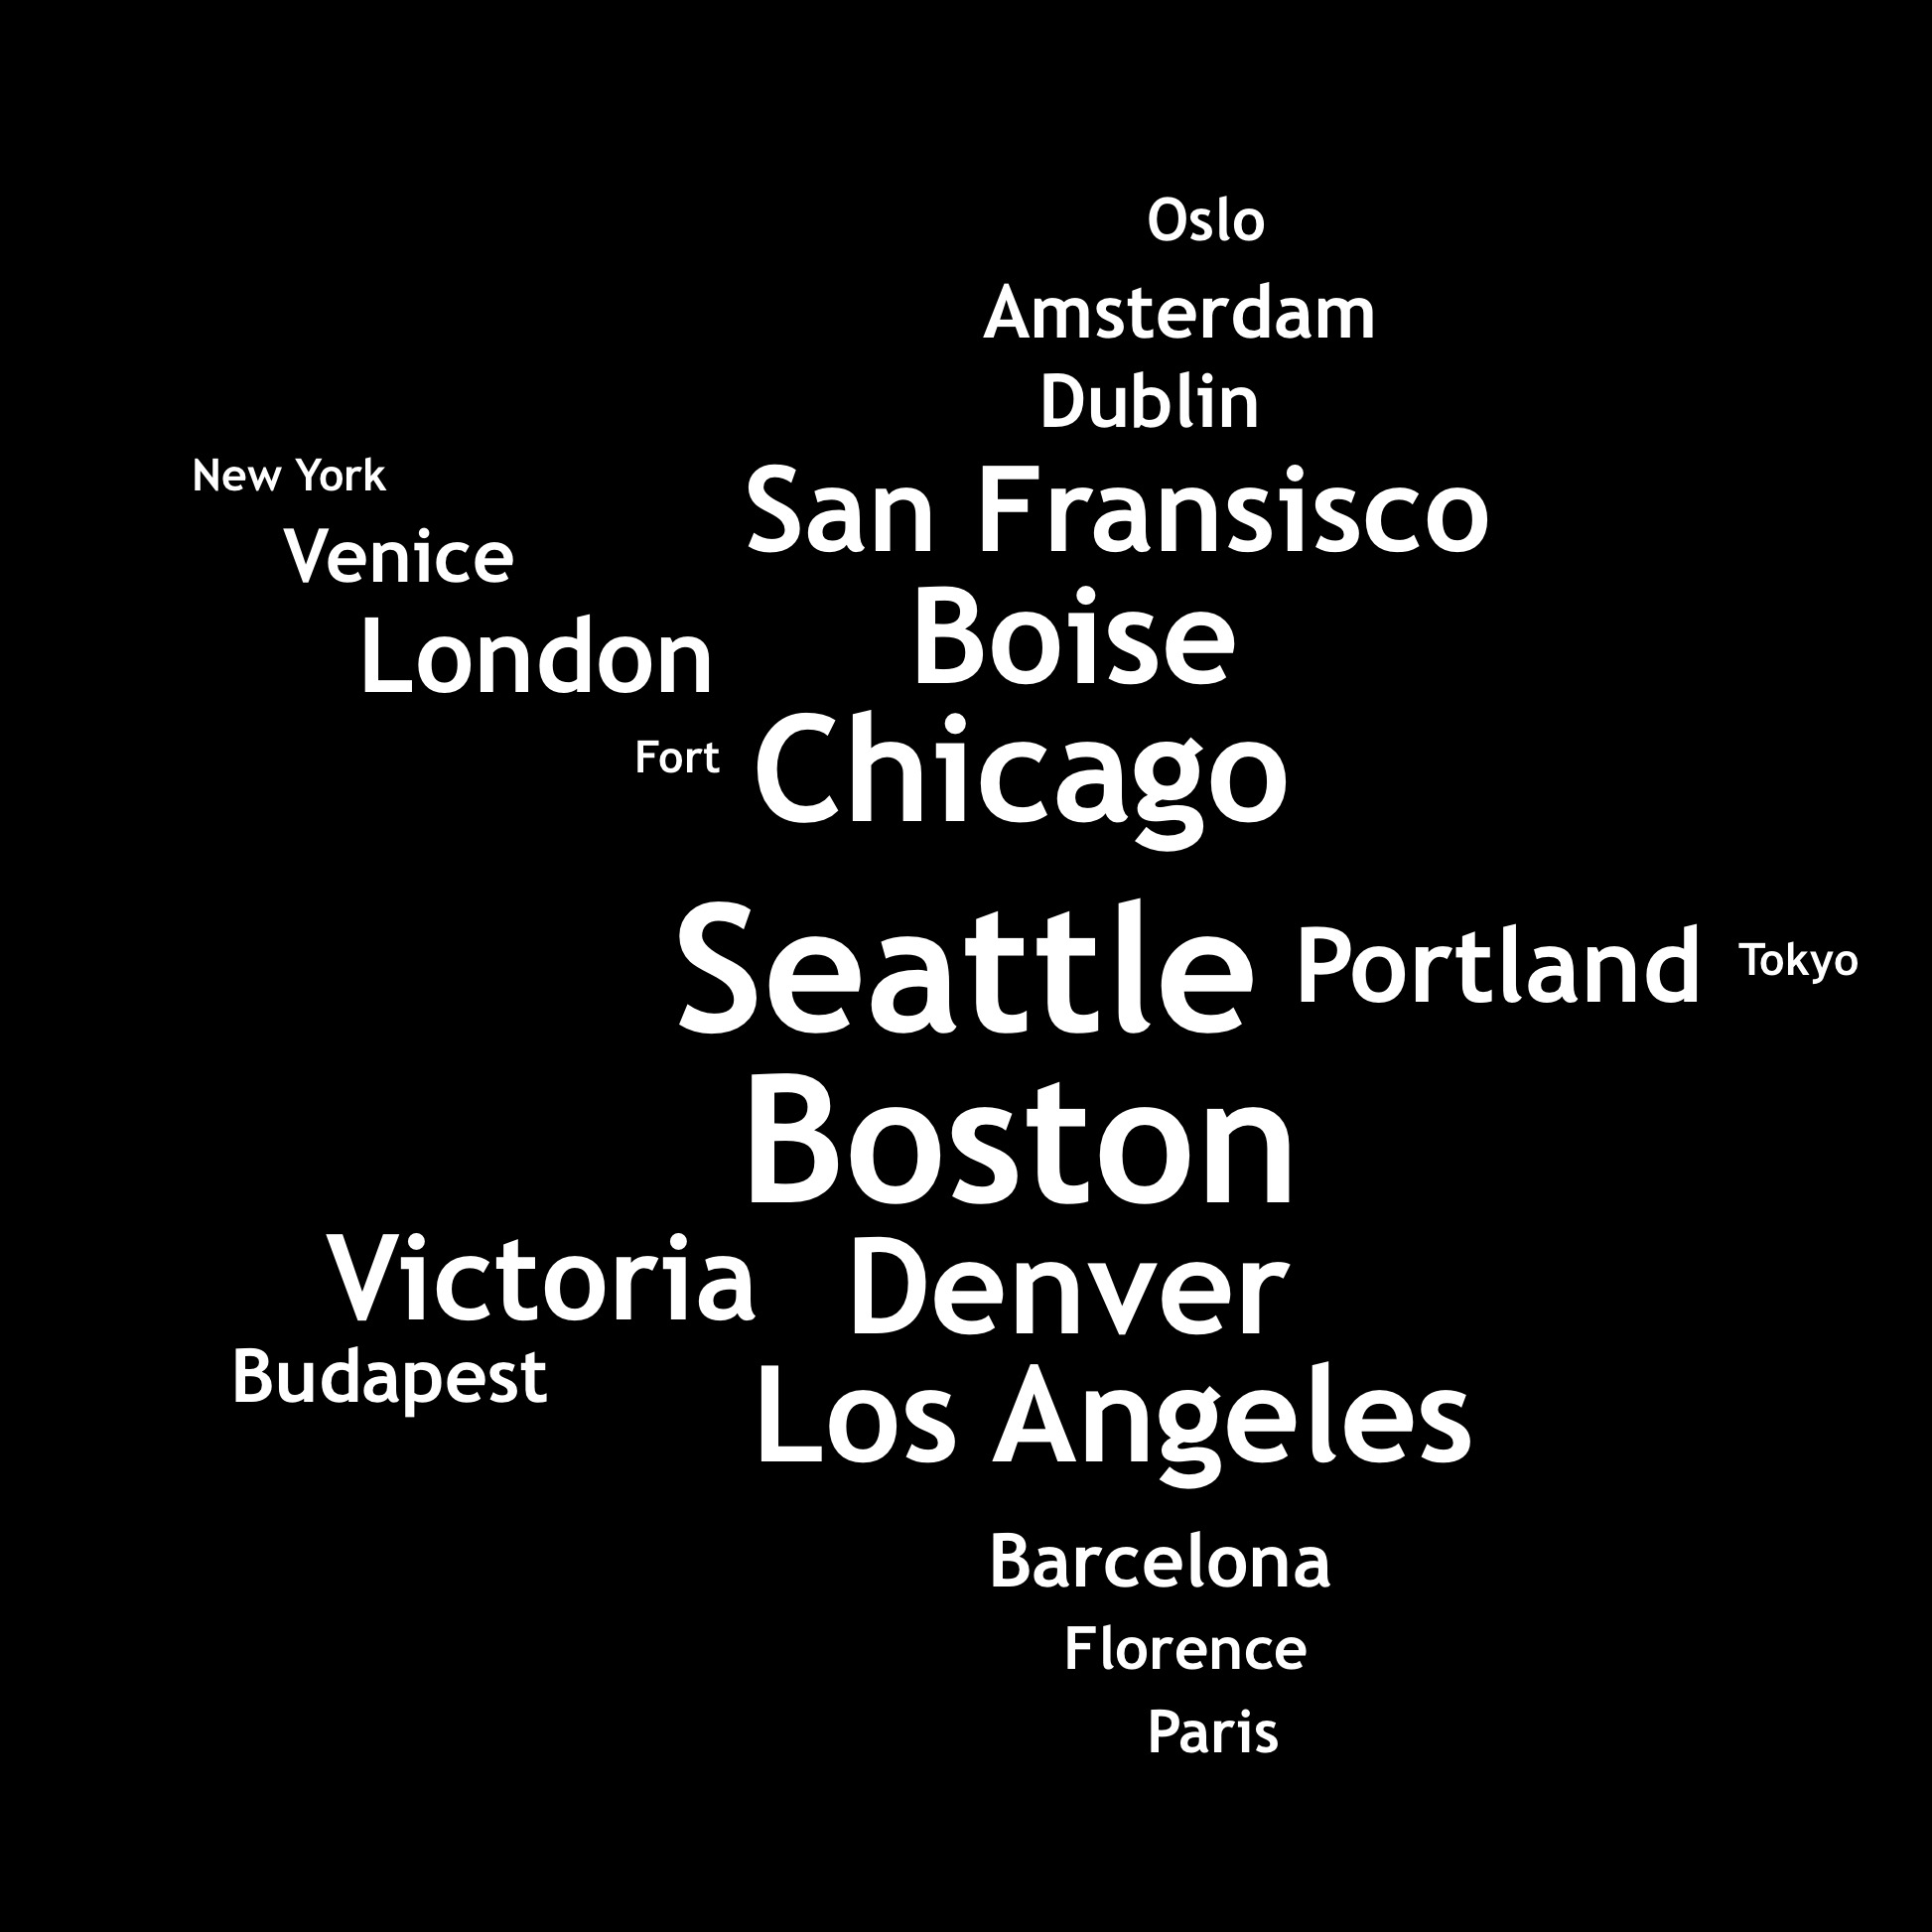 Oslo
Amsterdam
Dublin
New York
San Fransisco
Venice
Boise
London
Fort
Chicago
Seattle
Portland
Tokyo
Boston
Victoria
Denver
Budapest
Los Angeles
Barcelona
Florence
Paris